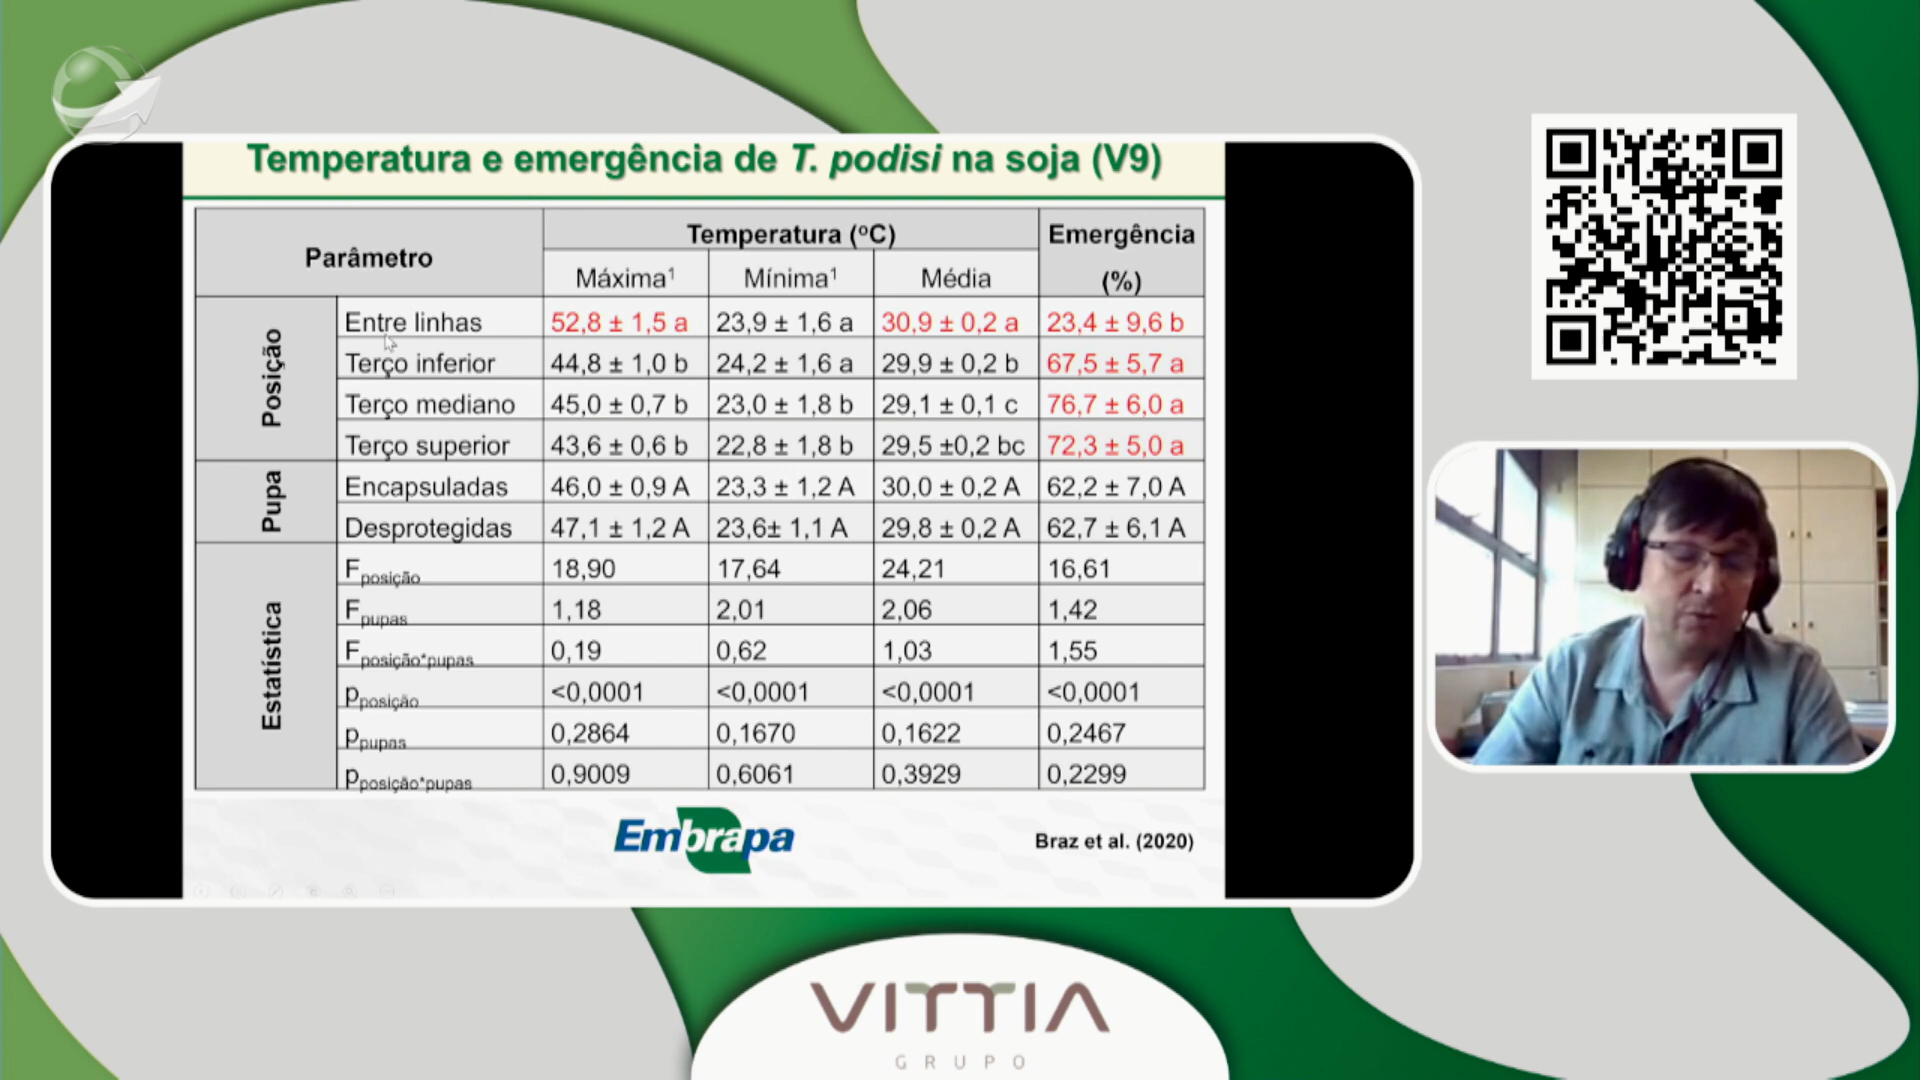 Temperatura e emergência de T. podisi na soja (V9)
Parâmetro Temperatura (ºC) Emergência (%)
Máxima¹ Mínima¹ Média
Posição
Entre linhas 52,8 ± 1,5 a 23,9 ± 1,6 a 30,9 ± 0,2 a 23,4 ± 9,6 b
Terço inferior 44,8 ± 1,0 b 24,2 ± 1,6 a 29,9 ± 0,2 b 67,5 ± 5,7 a
Terço mediano 45,0 ± 0,7 b 23,0 ± 1,8 b 29,1 ± 0,1 c 76,7 ± 6,0 a
Terço superior 43,6 ± 0,6 b 22,8 ± 1,8 b 29,5 ±0,2 bc 72,3 ± 5,0 a
Pupa
Encapsuladas 46,0 ± 0,9 A 23,3 ± 1,2 A 30,0 ± 0,2 A 62,2 ± 7,0 A
Desprotegidas 47,1 ± 1,2 A 23,6± 1,1 A 29,8 ± 0,2 A 62,7 ± 6,1 A
Estatística
Fposição 18,90 17,64 24,21 16,61
Fpupas 1,18 2,01 2,06 1,42
Fposição*pupas 0,19 0,62 1,03 1,55
pposição <0,0001 <0,0001 <0,0001 <0,0001
ppupas 0,2864 0,1670 0,1622 0,2467
pposição*pupas 0,9009 0,6061 0,3929 0,2299
Embrapa
Braz et al. (2020)
VITTIA
GRUPO